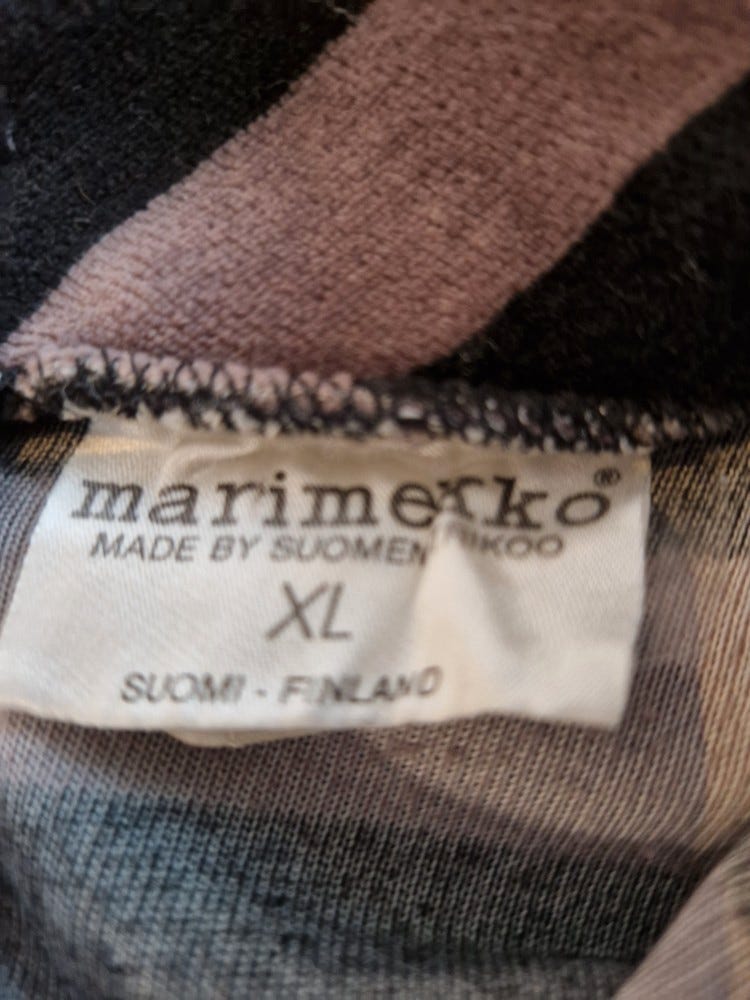 marimekko®
MADE BY SUOMEN
XL
SUOMI - FINLAND